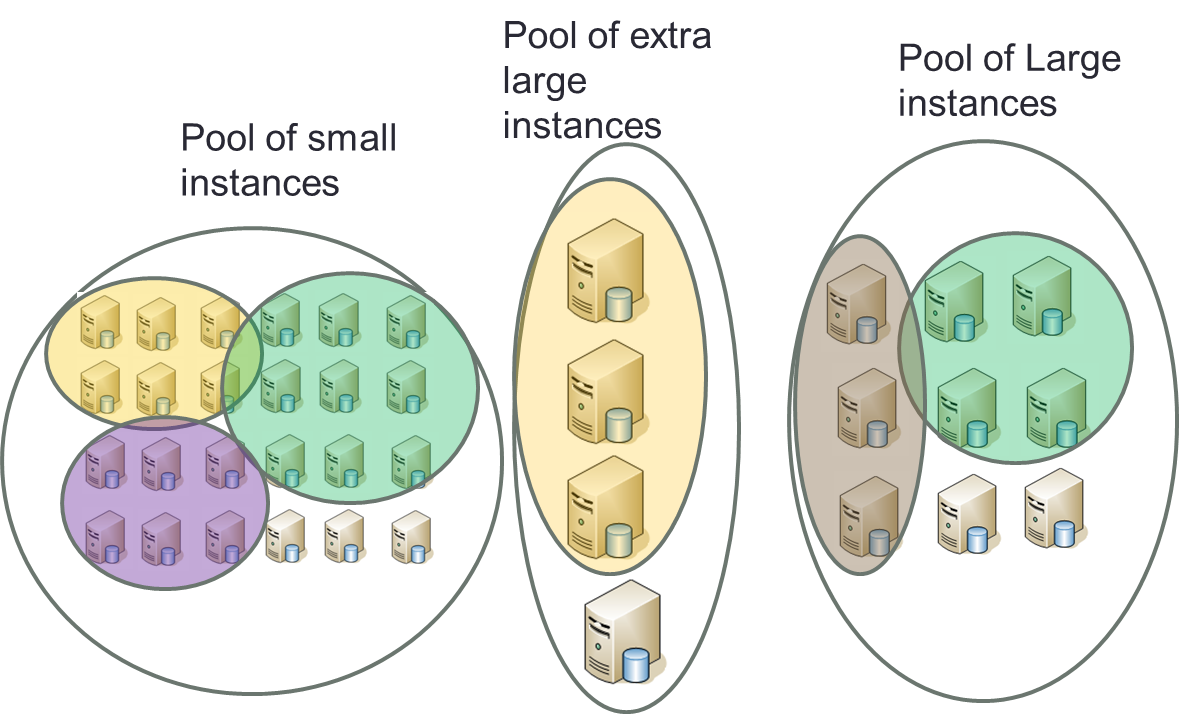 Pool of small
instances
Pool of extra
large
instances
Pool of Large
instances